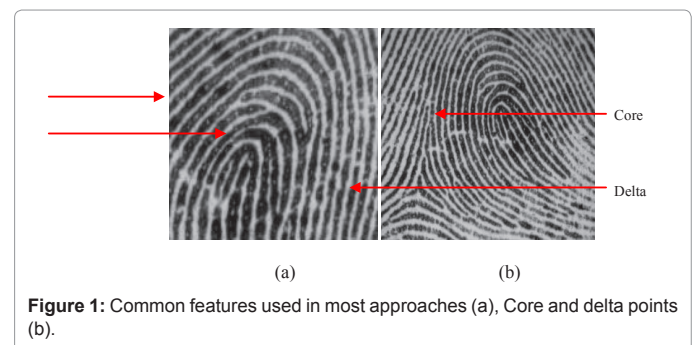 Core
Delta
(a)
(b)
Figure 1: Common features used in most approaches (a), Core and delta points
(b).